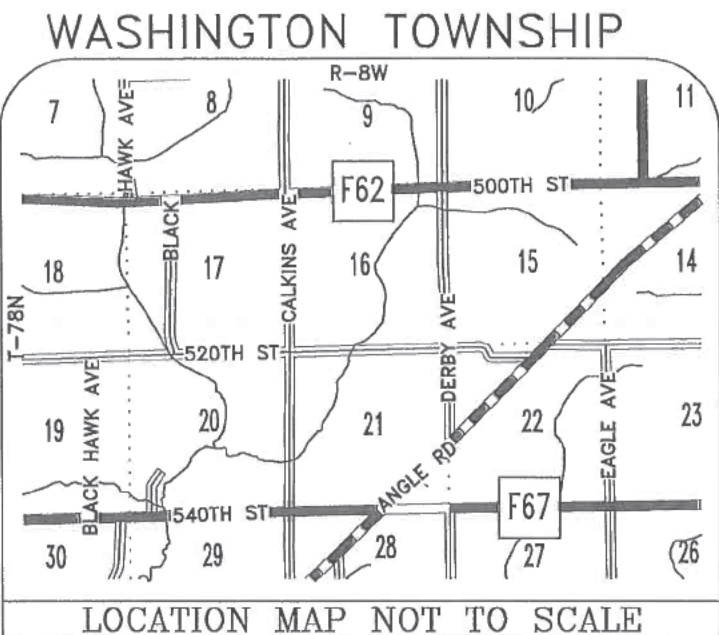 WASHINGTON TOWNSHIP
R-8W
7
8
9
10
11
HAWK AVE
F62
500TH ST
BLACK
CALKINS AVE
18
17
16
15
14
T-78N
DERBY AVE
520TH ST
BLACK HAWK AVE
EAGLE AVE
19
20
21
22
23
ANGLE RD
540TH ST
F67
30
29
28
27
26
LOCATION MAP NOT TO SCALE